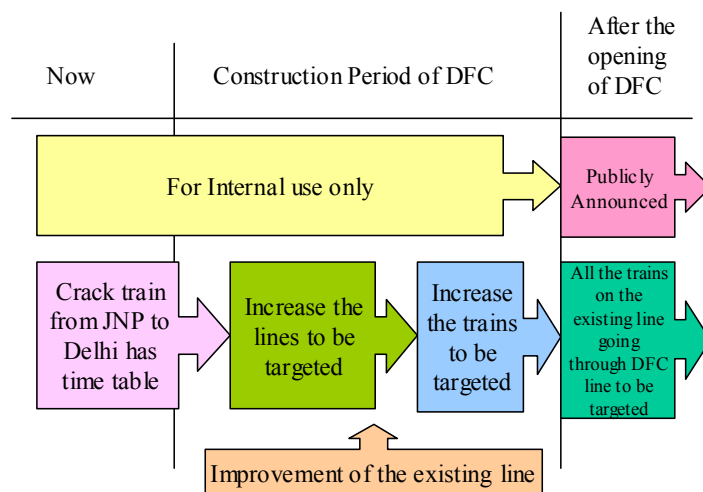 Now
Construction Period of DFC
After the
opening
of DFC
For Internal use only
Publicly
Announced
Crack train
from JNP to
Delhi has
time table
Increase the
lines to be
targeted
Increase
the trains
to be
targeted
All the trains
on the
existing line
going
through DFC
line to be
targeted
Improvement of the existing line